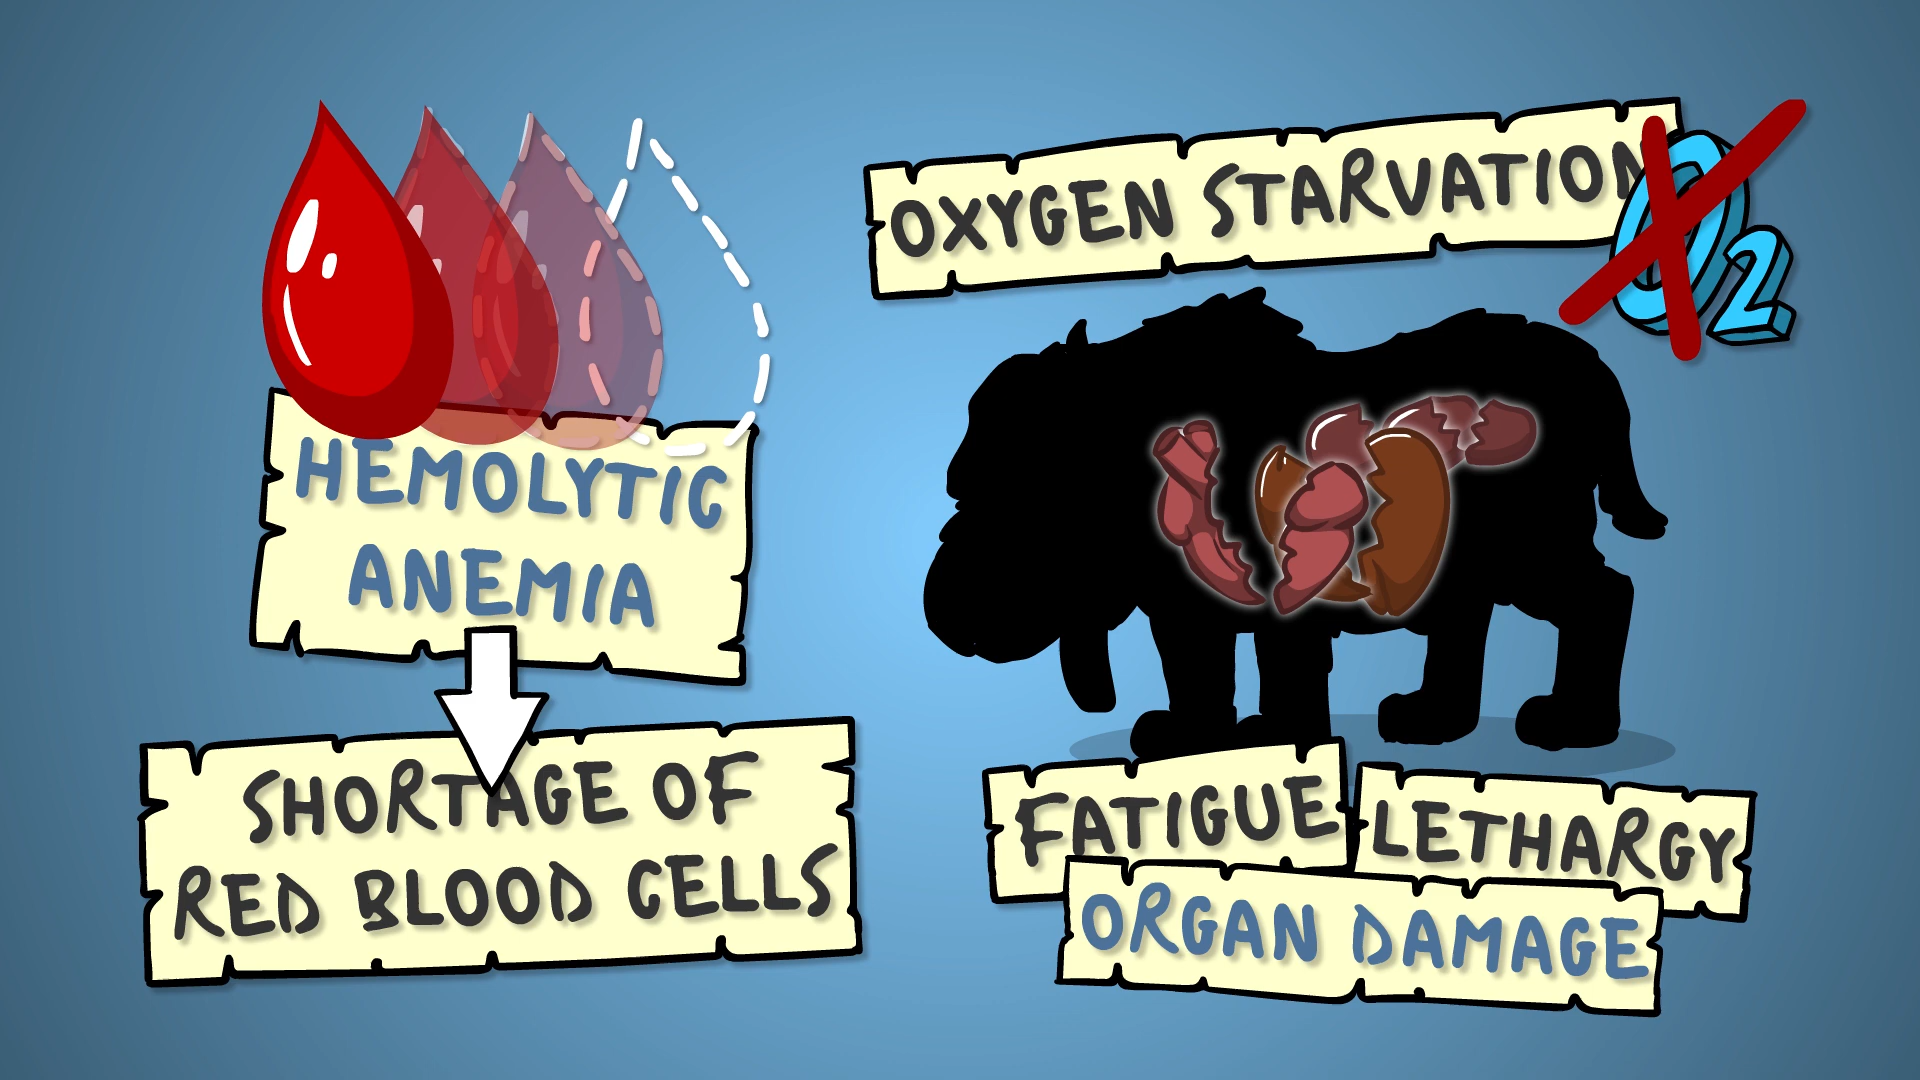 HEMOLYTIC
ANEMIA
SHORTAGE OF
RED BLOOD CELLS
OXYGEN STARVATION
O2
FATIGUE
LETHARGY
ORGAN DAMAGE